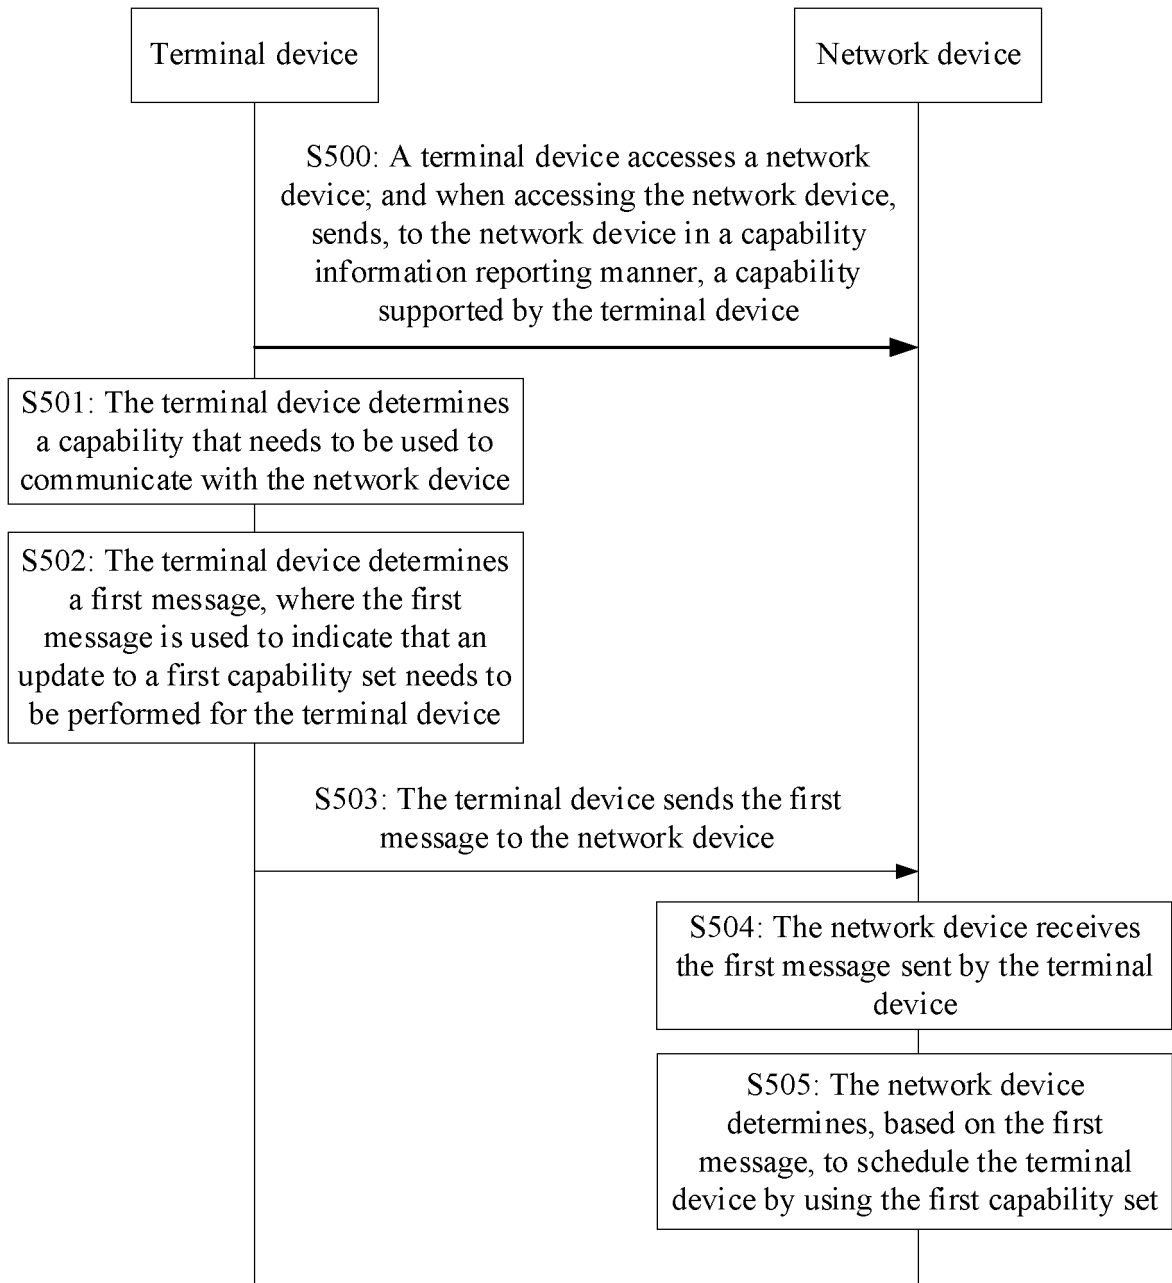 Terminal device
Network device
S500: A terminal device accesses a network
device; and when accessing the network device,
sends, to the network device in a capability
information reporting manner, a capability
supported by the terminal device
S501: The terminal device determines
a capability that needs to be used to
communicate with the network device
S502: The terminal device determines
a first message, where the first
message is used to indicate that an
update to a first capability set needs to
be performed for the terminal device
S503: The terminal device sends the first
message to the network device
S504: The network device receives
the first message sent by the terminal
device
S505: The network device
determines, based on the first
message, to schedule the terminal
device by using the first capability set